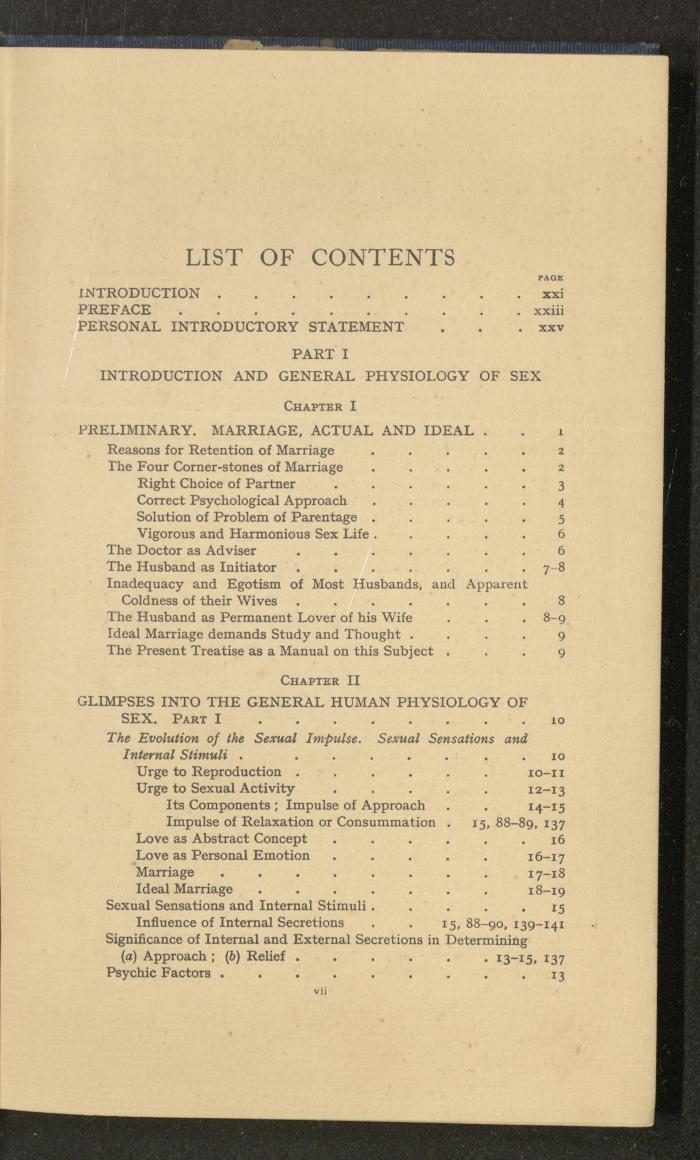 LIST OF CONTENTS
PAGE
INTRODUCTION . . . . . . . . . xxi
PREFACE . . . . . . . . . xxiii
PERSONAL INTRODUCTORY STATEMENT . . . xxv
PART I
INTRODUCTION AND GENERAL PHYSIOLOGY OF SEX
CHAPTER I
PRELIMINARY. MARRIAGE, ACTUAL AND IDEAL . . 1
Reasons for Retention of Marriage . . . . . 2
The Four Corner-stones of Marriage . . . . . 2
Right Choice of Partner . . . . . . 3
Correct Psychological Approach . . . . . 4
Solution of Problem of Parentage . . . . . 5
Vigorous and Harmonious Sex Life . . . . . 6
The Doctor as Adviser . . . . . . . 6
The Husband as Initiator . . . . . . . 7-8
Inadequacy and Egotism of Most Husbands, and Apparent
Coldness of their Wives . . . . . . . 8
The Husband as Permanent Lover of his Wife . . . 8-9
Ideal Marriage demands Study and Thought . . . . 9
The Present Treatise as a Manual on this Subject . . . 9
CHAPTER II
GLIMPSES INTO THE GENERAL HUMAN PHYSIOLOGY OF
SEX. PART I . . . . . . . . 10
The Evolution of the Sexual Impulse. Sexual Sensations and
Internal Stimuli . . . . . . . . 10
Urge to Reproduction . . . . . . 10-11
Urge to Sexual Activity . . . . . 12-13
Its Components; Impulse of Approach . . 14-15
Impulse of Relaxation or Consummation . 15, 88-89, 137
Love as Abstract Concept . . . . . . 16
Love as Personal Emotion . . . . . 16-17
Marriage . . . . . . . 17-18
Ideal Marriage . . . . . . 18-19
Sexual Sensations and Internal Stimuli . . . . . 15
Influence of Internal Secretions . . 15, 88-90, 139-141
Significance of Internal and External Secretions in Determining
(a) Approach; (b) Relief . . . . . 13-15, 137
Psychic Factors . . . . . . . . . 13
vii